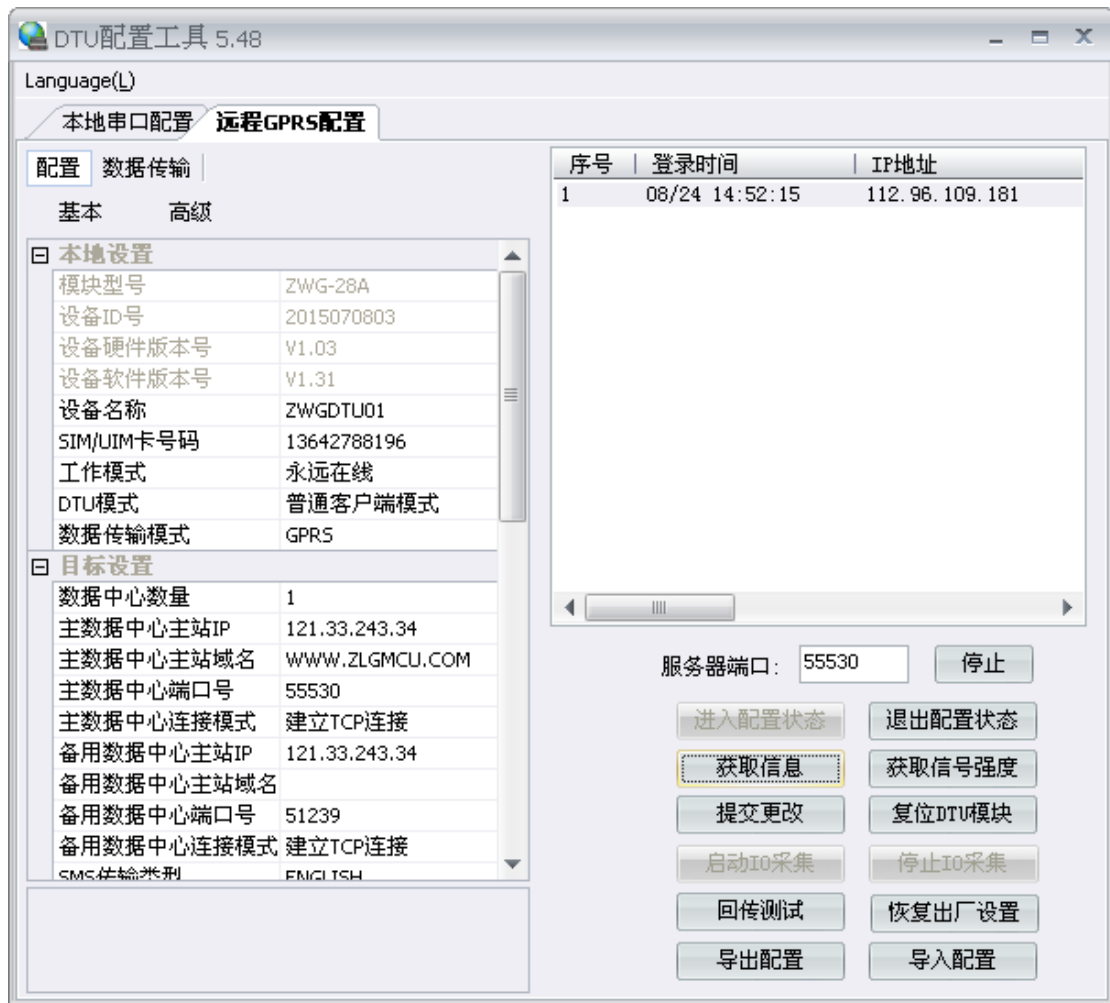 DTU配置工具 5.48
Language(L)
本地串口配置 远程GPRS配置
配置 数据传输
基本 高级
序号 登录时间 IP地址
1 08/24 14:52:15 112.96.109.181
本地设置
模块型号 ZWG-28A
设备ID号 2015070803
设备硬件版本号 V1.03
设备软件版本号 V1.31
设备名称 ZWGDTU01
SIM/UIM卡号码 13642788196
工作模式 永远在线
DTU模式 普通客户端模式
数据传输模式 GPRS
目标设置
数据中心数量 1
主数据中心主站IP 121.33.243.34
主数据中心主站域名 WWW.ZLGMCU.COM
主数据中心端口号 55530
主数据中心连接模式 建立TCP连接
备用数据中心主站IP 121.33.243.34
备用数据中心主站域名
备用数据中心端口号 51239
备用数据中心连接模式 建立TCP连接
SMS传输类型 ENGLISH
服务器端口: 55530 停止
进入配置状态 退出配置状态
获取信息 获取信号强度
提交更改 复位DTU模块
启动IO采集 停止IO采集
回传测试 恢复出厂设置
导出配置 导入配置